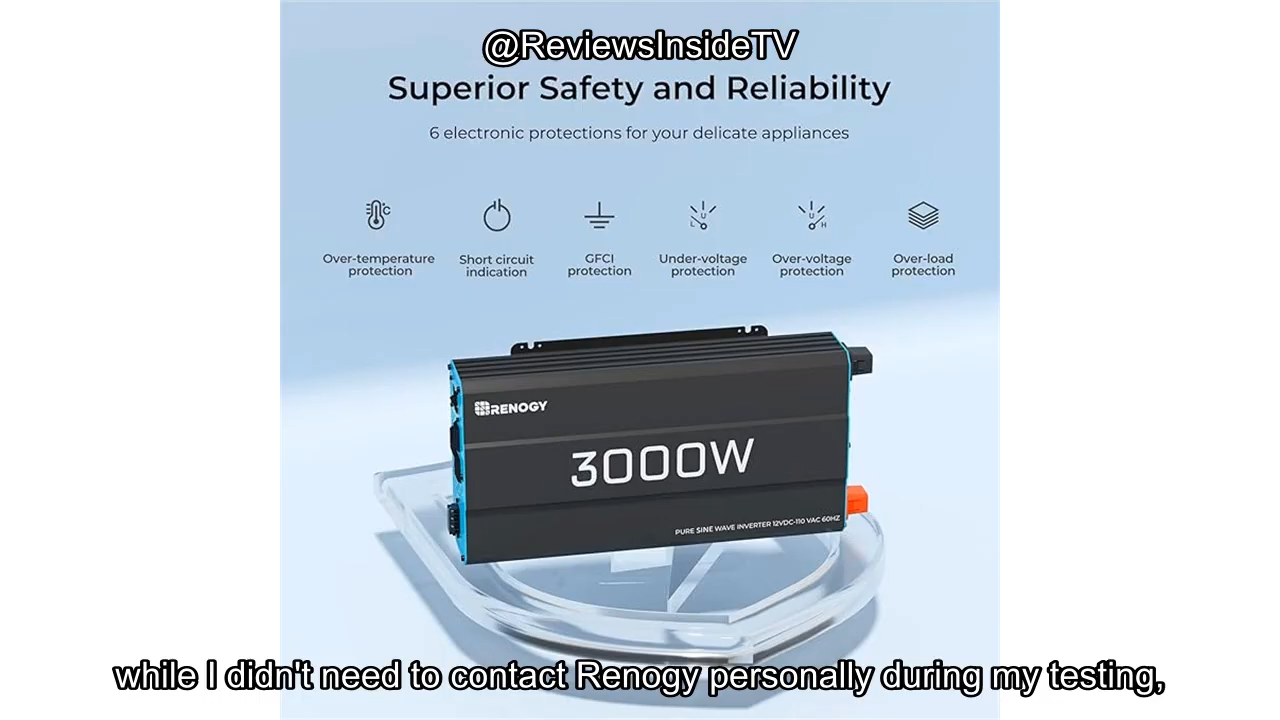 @ReviewsInsideTV
Superior Safety and Reliability
6 electronic protections for your delicate appliances
°C
U
L
U
H
Over-temperature
protection
Short circuit
indication
GFCI
protection
Under-voltage
protection
Over-voltage
protection
Over-load
protection
RENOGY
3000W
PURE SINE WAVE INVERTER 12VDC-110 VAC 60HZ
while I didn't need to contact Renogy personally during my testing,